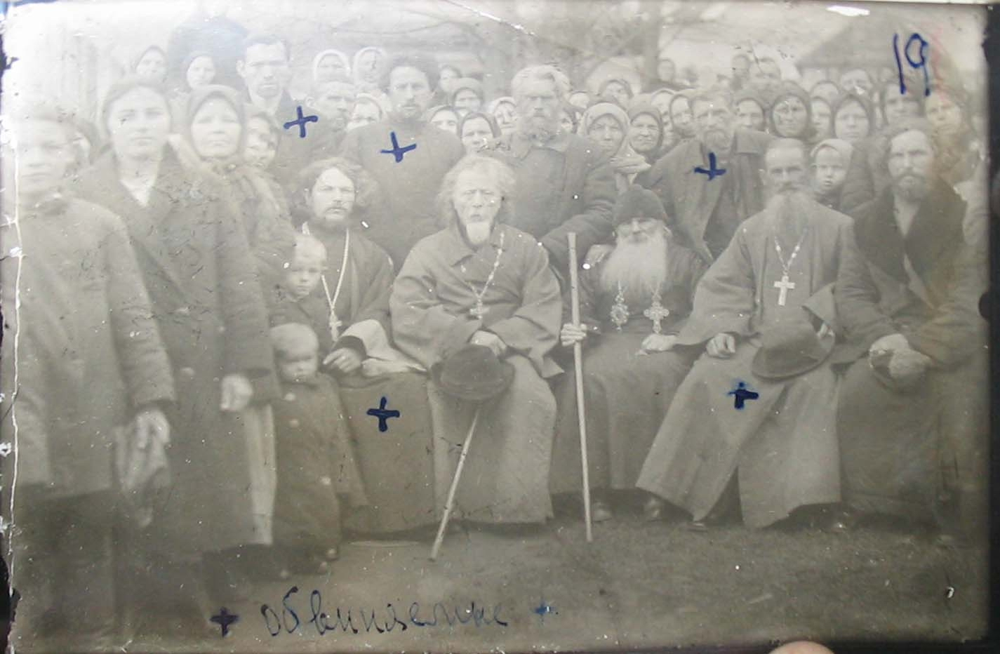 19
+ обвиняемые +